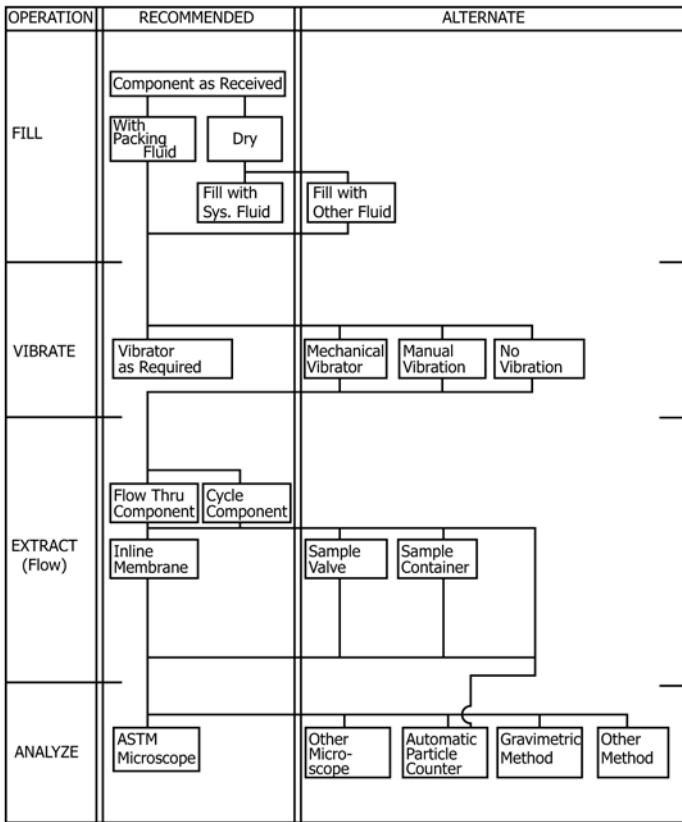 OPERATION
RECOMMENDED
ALTERNATE
FILL
Component as Received
With
Packing
Fluid
Dry
Fill with
Sys. Fluid
Fill with
Other Fluid
VIBRATE
Vibrator
as Required
Mechanical
Vibrator
Manual
Vibration
No
Vibration
EXTRACT
(Flow)
Flow Thru
Component
Cycle
Component
Inline
Membrane
Sample
Valve
Sample
Container
ANALYZE
ASTM
Microscope
Other
Micro-
scope
Automatic
Particle
Counter
Gravimetric
Method
Other
Method